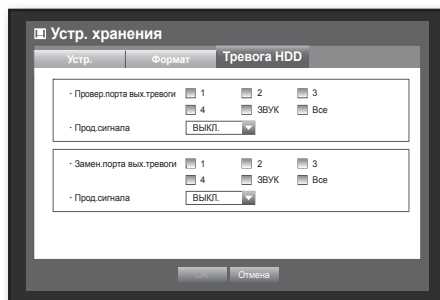 Устр. хранения
Устр. Формат Тревога HDD
· Провер.порта вых.тревоги 1 2 3
4 ЗВУК Все
· Прод.сигнала ВЫКЛ.
· Замен.порта вых.тревоги 1 2 3
4 ЗВУК Все
· Прод.сигнала ВЫКЛ.
OK Отмена